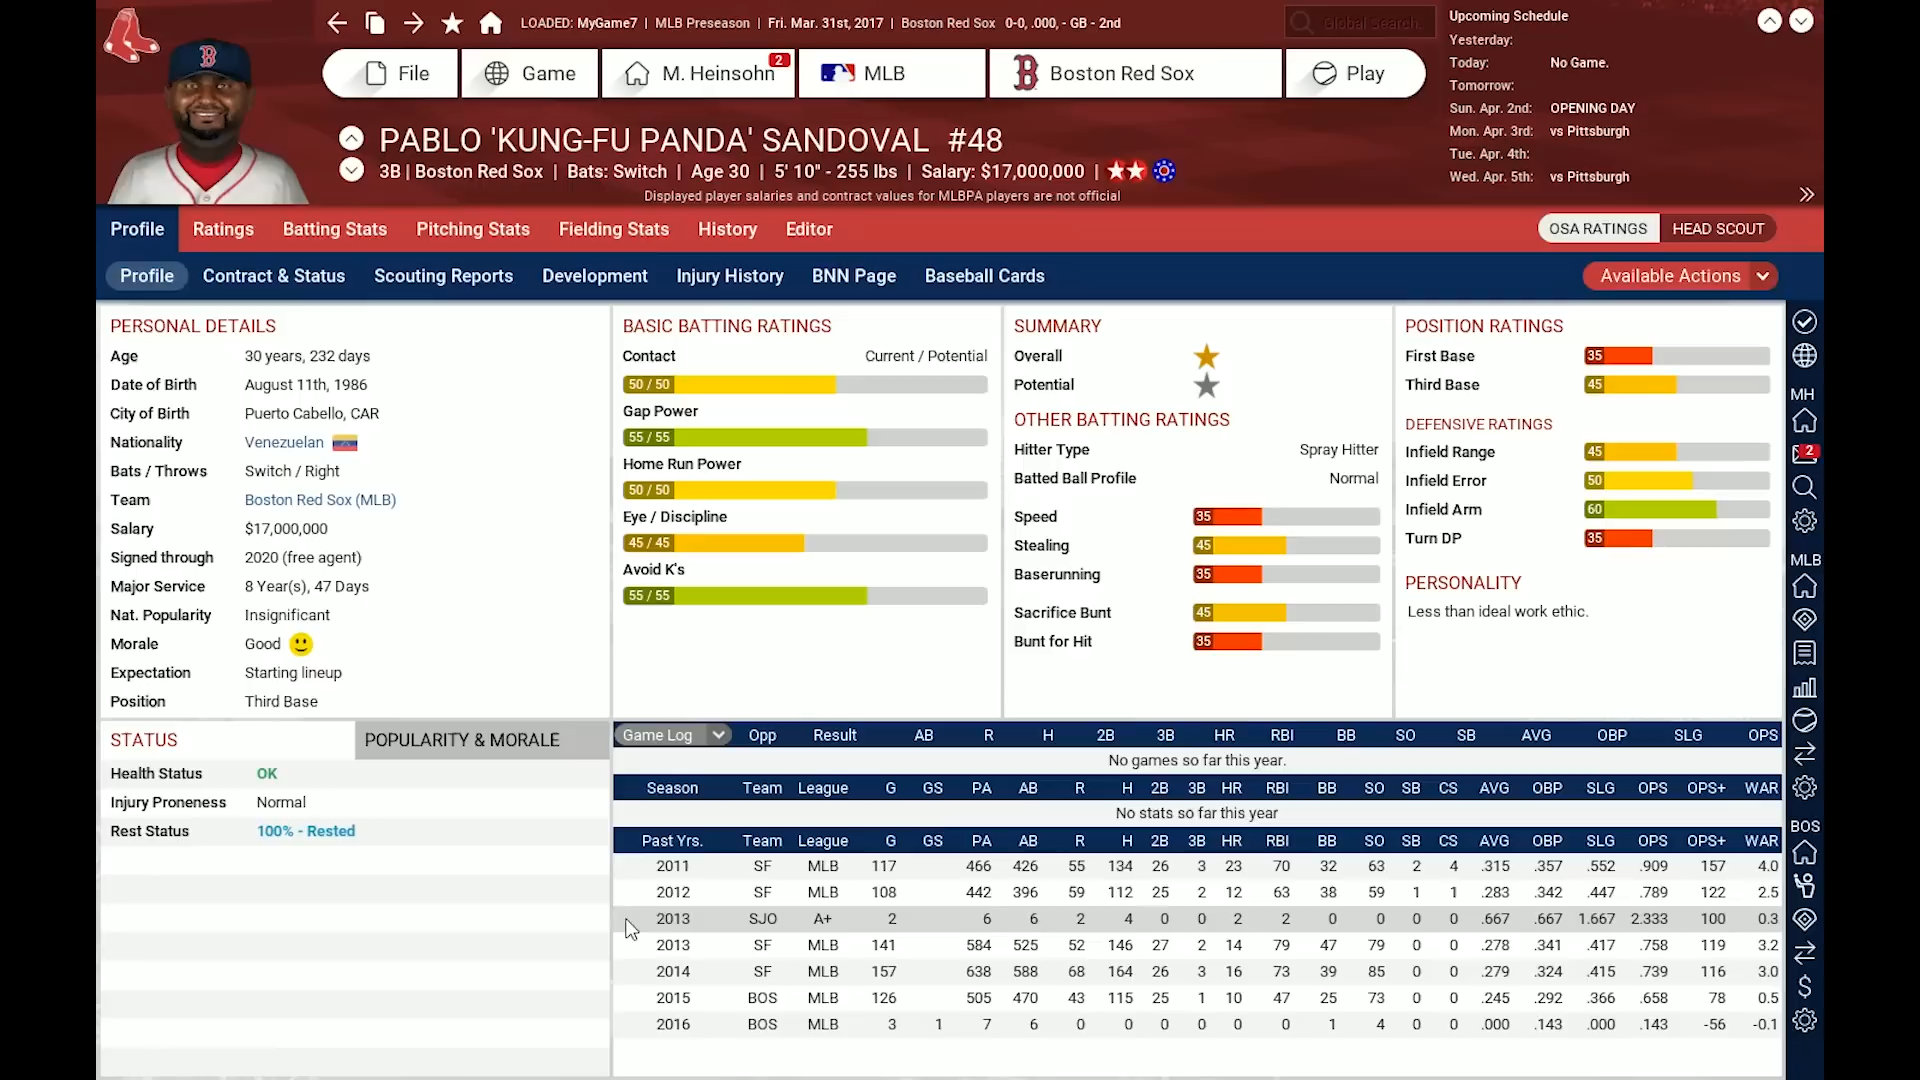 LOADED: MyGame7 | MLB Preseason | Fri. Mar. 31st, 2017 | Boston Red Sox 0-0, .000, - GB - 2nd
Global Search.
File
Game
M. Heinsohn 2
MLB
B Boston Red Sox
Play
Upcoming Schedule
Yesterday:
Today: No Game.
Tomorrow:
Sun. Apr. 2nd: OPENING DAY
Mon. Apr. 3rd: vs Pittsburgh
Tue. Apr. 4th:
Wed. Apr. 5th: vs Pittsburgh
B
PABLO 'KUNG-FU PANDA' SANDOVAL #48
3B | Boston Red Sox | Bats: Switch | Age 30 | 5' 10" - 255 lbs | Salary: $17,000,000 |
Displayed player salaries and contract values for MLBPA players are not official
Profile Ratings Batting Stats Pitching Stats Fielding Stats History Editor
OSA RATINGS HEAD SCOUT
Profile Contract & Status Scouting Reports Development Injury History BNN Page Baseball Cards
Available Actions
PERSONAL DETAILS
Age 30 years, 232 days
Date of Birth August 11th, 1986
City of Birth Puerto Cabello, CAR
Nationality Venezuelan
Bats / Throws Switch / Right
Team Boston Red Sox (MLB)
Salary $17,000,000
Signed through 2020 (free agent)
Major Service 8 Year(s), 47 Days
Nat. Popularity Insignificant
Morale Good
Expectation Starting lineup
Position Third Base
BASIC BATTING RATINGS
Contact Current / Potential
50 / 50
Gap Power
55 / 55
Home Run Power
50 / 50
Eye / Discipline
45 / 45
Avoid K's
55 / 55
SUMMARY
Overall
Potential
OTHER BATTING RATINGS
Hitter Type Spray Hitter
Batted Ball Profile Normal
Speed 35
Stealing 45
Baserunning 35
Sacrifice Bunt 45
Bunt for Hit 35
POSITION RATINGS
First Base 35
Third Base 45
DEFENSIVE RATINGS
Infield Range 45
Infield Error 50
Infield Arm 60
Turn DP 35
PERSONALITY
Less than ideal work ethic.
MH
2
MLB
BOS
STATUS
POPULARITY & MORALE
Health Status OK
Injury Proneness Normal
Rest Status 100% - Rested
Game Log Opp Result AB R H 2B 3B HR RBI BB SO SB AVG OBP SLG OPS
No games so far this year.
Season Team League G GS PA AB R H 2B 3B HR RBI BB SO SB CS AVG OBP SLG OPS OPS+ WAR
No stats so far this year
Past Yrs. Team League G GS PA AB R H 2B 3B HR RBI BB SO SB CS AVG OBP SLG OPS OPS+ WAR
2011 SF MLB 117 466 426 55 134 26 3 23 70 32 63 2 4 .315 .357 .552 .909 157 4.0
2012 SF MLB 108 442 396 59 112 25 2 12 63 38 59 1 1 .283 .342 .447 .789 122 2.5
2013 SJO A+ 2 6 6 2 4 0 0 2 2 0 0 0 0 .667 .667 1.667 2.333 100 0.3
2013 SF MLB 141 584 525 52 146 27 2 14 79 47 79 0 0 .278 .341 .417 .758 119 3.2
2014 SF MLB 157 638 588 68 164 26 3 16 73 39 85 0 0 .279 .324 .415 .739 116 3.0
2015 BOS MLB 126 505 470 43 115 25 1 10 47 25 73 0 0 .245 .292 .366 .658 78 0.5
2016 BOS MLB 3 1 7 6 0 0 0 0 0 0 1 4 0 0 .000 .143 .000 .143 -56 -0.1